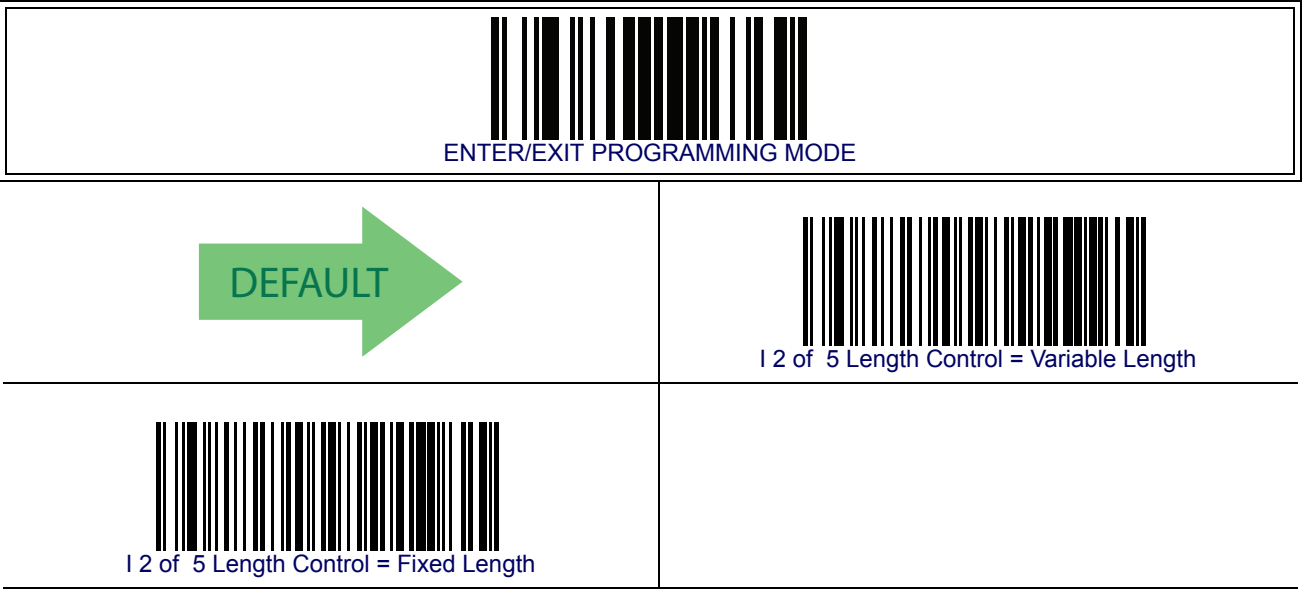 ENTER/EXIT PROGRAMMING MODE
DEFAULT
I 2 of  5 Length Control = Variable Length
I 2 of  5 Length Control = Fixed Length